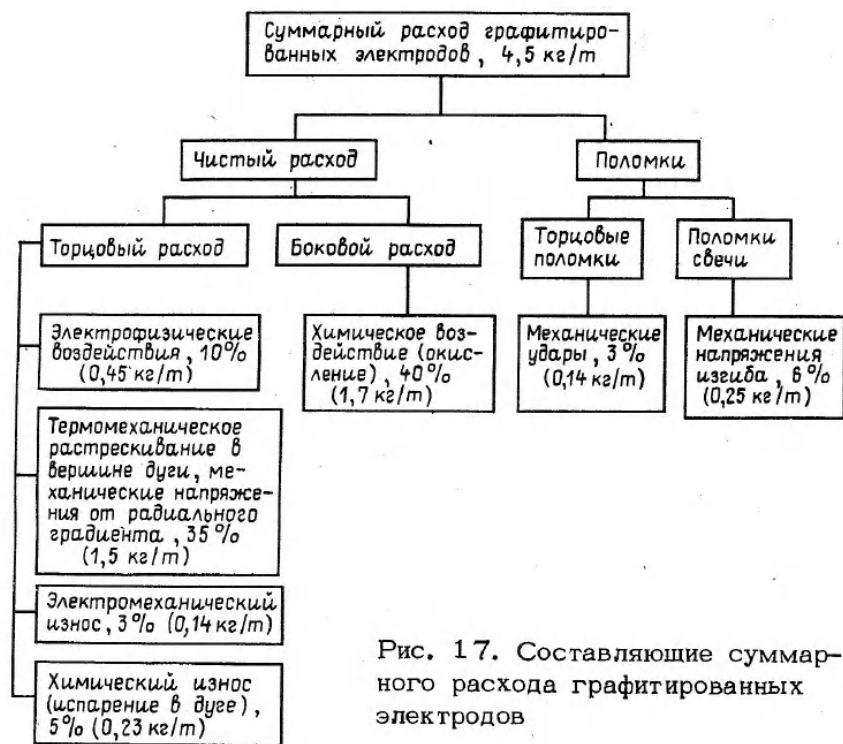 Суммарный расход графитиро-
ванных электродов, 4,5 кг/т
Чистый расход
Поломки
Торцовый расход
Боковой расход
Торцовые
поломки
Поломки
свечи
Электрофизические
воздействия, 10%
(0,45 кг/т)
Химическое воз-
действие (окис-
ление), 40%
(1,7 кг/т)
Механические
удары, 3%
(0,14 кг/т)
Механические
напряжения
изгиба, 6%
(0,25 кг/т)
Термомеханическое
растрескивание в
вершине дуги, ме-
ханические напряже-
ния от радиального
градиента, 35%
(1,5 кг/т)
Электромеханический
износ, 3% (0,14 кг/т)
Химический износ
(испарение в дуге),
5% (0,23 кг/т)
Рис. 17. Составляющие суммар-
ного расхода графитированных
электродов